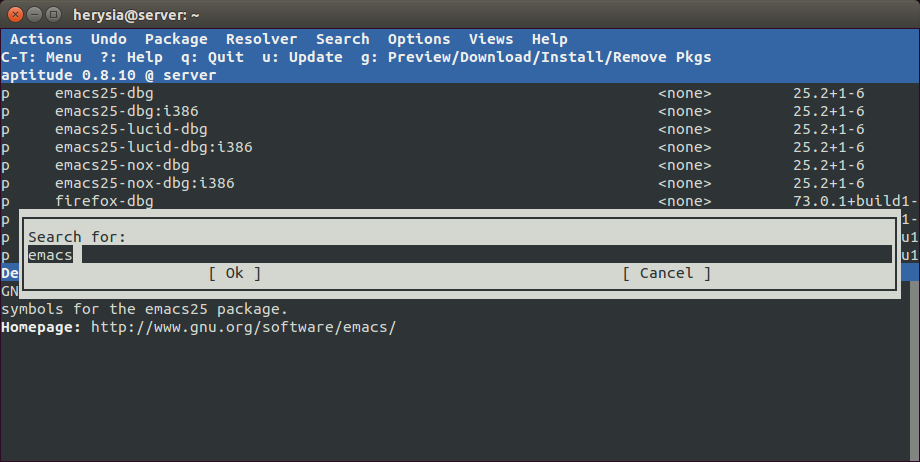 herysia@server: ~
Actions Undo Package Resolver Search Options Views Help
C-T: Menu ?: Help q: Quit u: Update g: Preview/Download/Install/Remove Pkgs
aptitude 0.8.10 @ server
p emacs25-dbg <none> 25.2+1-6
p emacs25-dbg:i386 <none> 25.2+1-6
p emacs25-lucid-dbg <none> 25.2+1-6
p emacs25-lucid-dbg:i386 <none> 25.2+1-6
p emacs25-nox-dbg <none> 25.2+1-6
p emacs25-nox-dbg:i386 <none> 25.2+1-6
p firefox-dbg <none> 73.0.1+build1-
p 1-
p Search for: u1
p emacs u1
De [ Ok ] [ Cancel ]
GN
symbols for the emacs25 package.
Homepage: http://www.gnu.org/software/emacs/